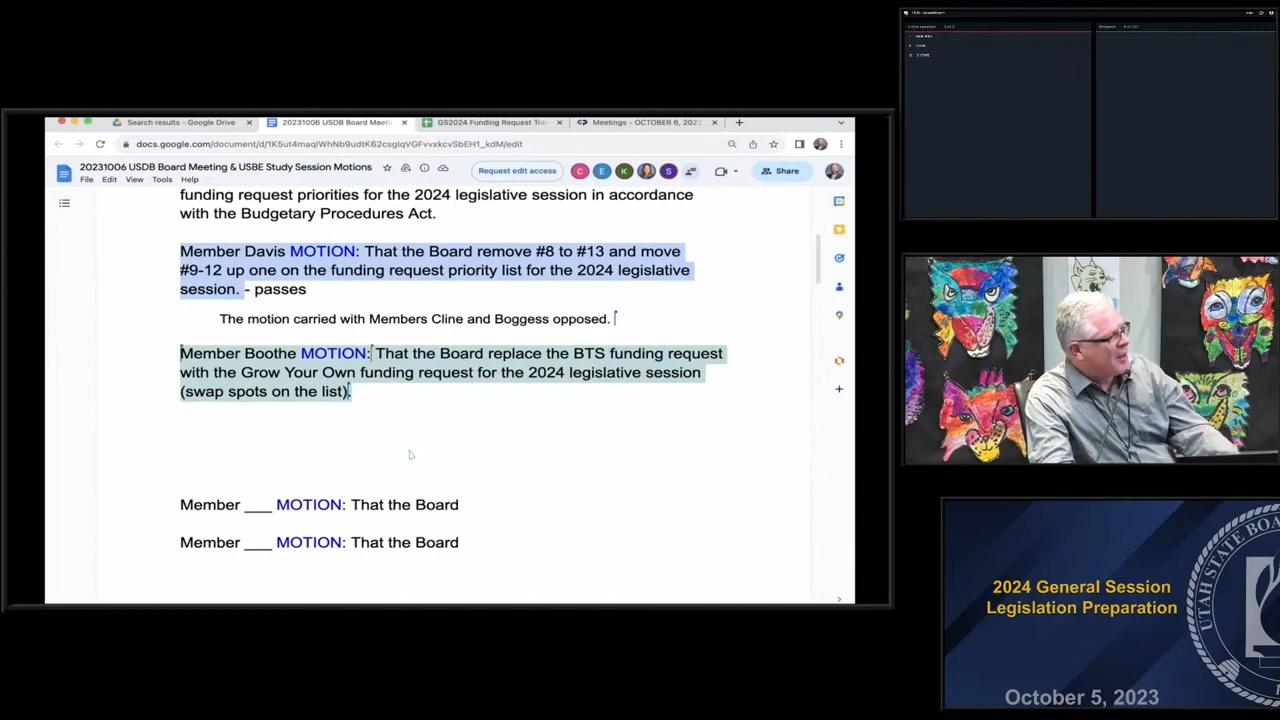 Search results - Google Drive
20231006 USDB Board Meeti
GS2024 Funding Request Tra
Meetings - OCTOBER 6, 2023
20231006 USDB Board Meeting & USBE Study Session Motions
File Edit View Tools Help
Request edit access
C E K S
Share
funding request priorities for the 2024 legislative session in accordance
with the Budgetary Procedures Act.
Member Davis MOTION: That the Board remove #8 to #13 and move
#9-12 up one on the funding request priority list for the 2024 legislative
session. - passes
The motion carried with Members Cline and Boggess opposed.
Member Boothe MOTION: That the Board replace the BTS funding request
with the Grow Your Own funding request for the 2024 legislative session
(swap spots on the list).
Member ___ MOTION: That the Board
Member ___ MOTION: That the Board
2024 General Session
Legislation Preparation
October 5, 2023
UTAH STATE BOA